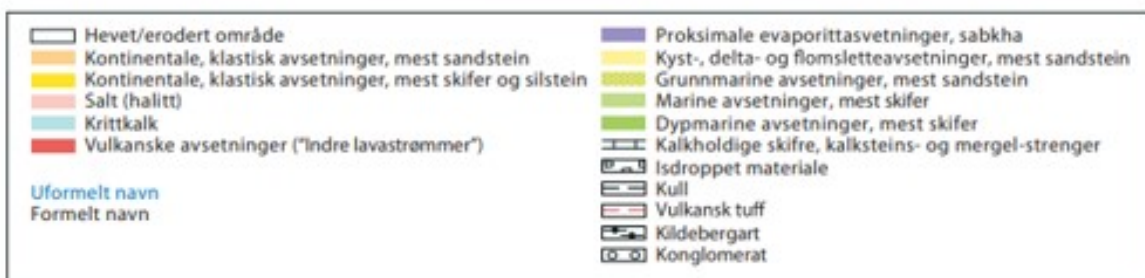 Hevet/erodert område
Kontinentale, klastisk avsetninger, mest sandstein
Kontinentale, klastisk avsetninger, mest skifer og silstein
Salt (halitt)
Krittkalk
Vulkanske avsetninger ("Indre lavastrømmer")
Uformelt navn
Formelt navn
Proksimale evaporittasvetninger, sabkha
Kyst-, delta- og flomsletteavsetninger, mest sandstein
Grunnmarine avsetninger, mest sandstein
Marine avsetninger, mest skifer
Dypmarine avsetninger, mest skifer
Kalkholdige skifre, kalksteins- og mergel-strenger
Isdroppet materiale
Kull
Vulkansk tuff
Kildebergart
Konglomerat